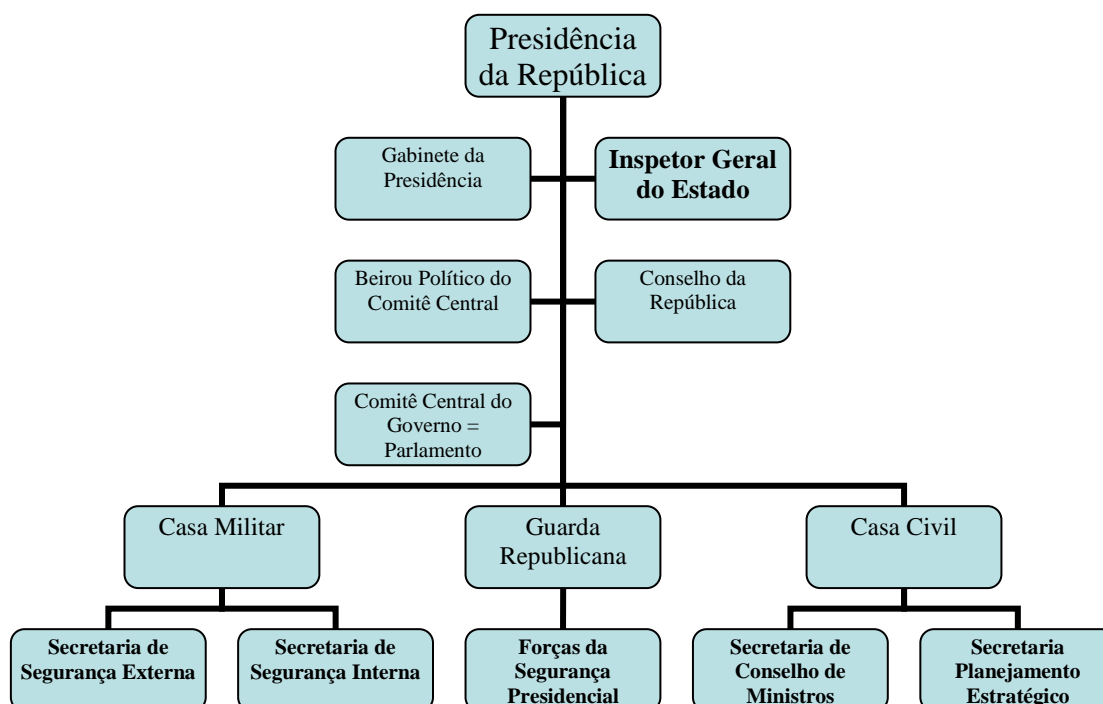 Presidência
da República
Gabinete da
Presidência
Inspetor Geral
do Estado
Beirou Político do
Comitê Central
Conselho da
República
Comitê Central do
Governo =
Parlamento
Casa Militar
Guarda
Republicana
Casa Civil
Secretaria de
Segurança Externa
Secretaria de
Segurança Interna
Forças da
Segurança
Presidencial
Secretaria de
Conselho de
Ministros
Secretaria
Planejamento
Estratégico